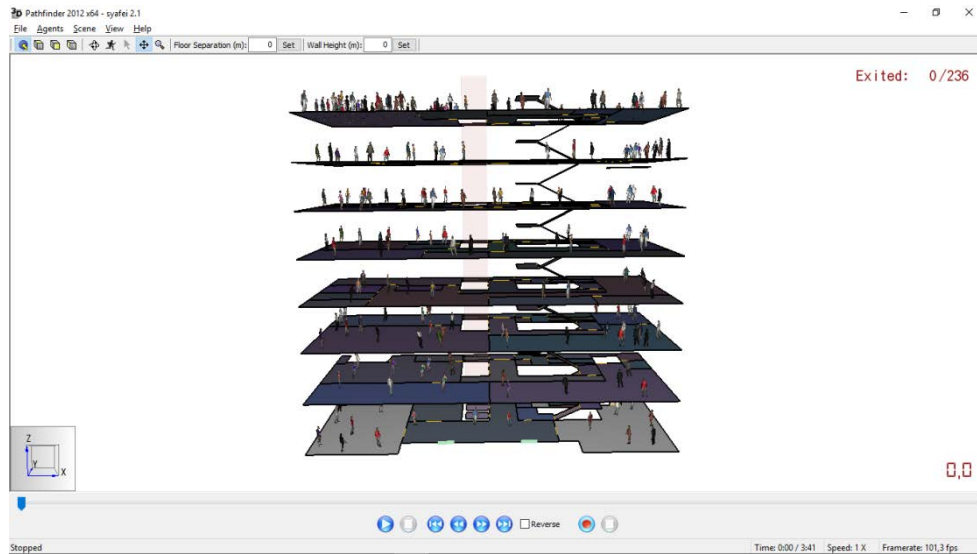 Pathfinder 2012 x64 - syafei 2.1
File Agents Scene View Help
Floor Separation (m): 0 Set Wall Height (m): 0 Set
Exited: 0/236
Z
Y
X
0,0
Reverse
Stopped Time: 0:00 / 3:41 Speed: 1 X Framerate: 101,3 fps